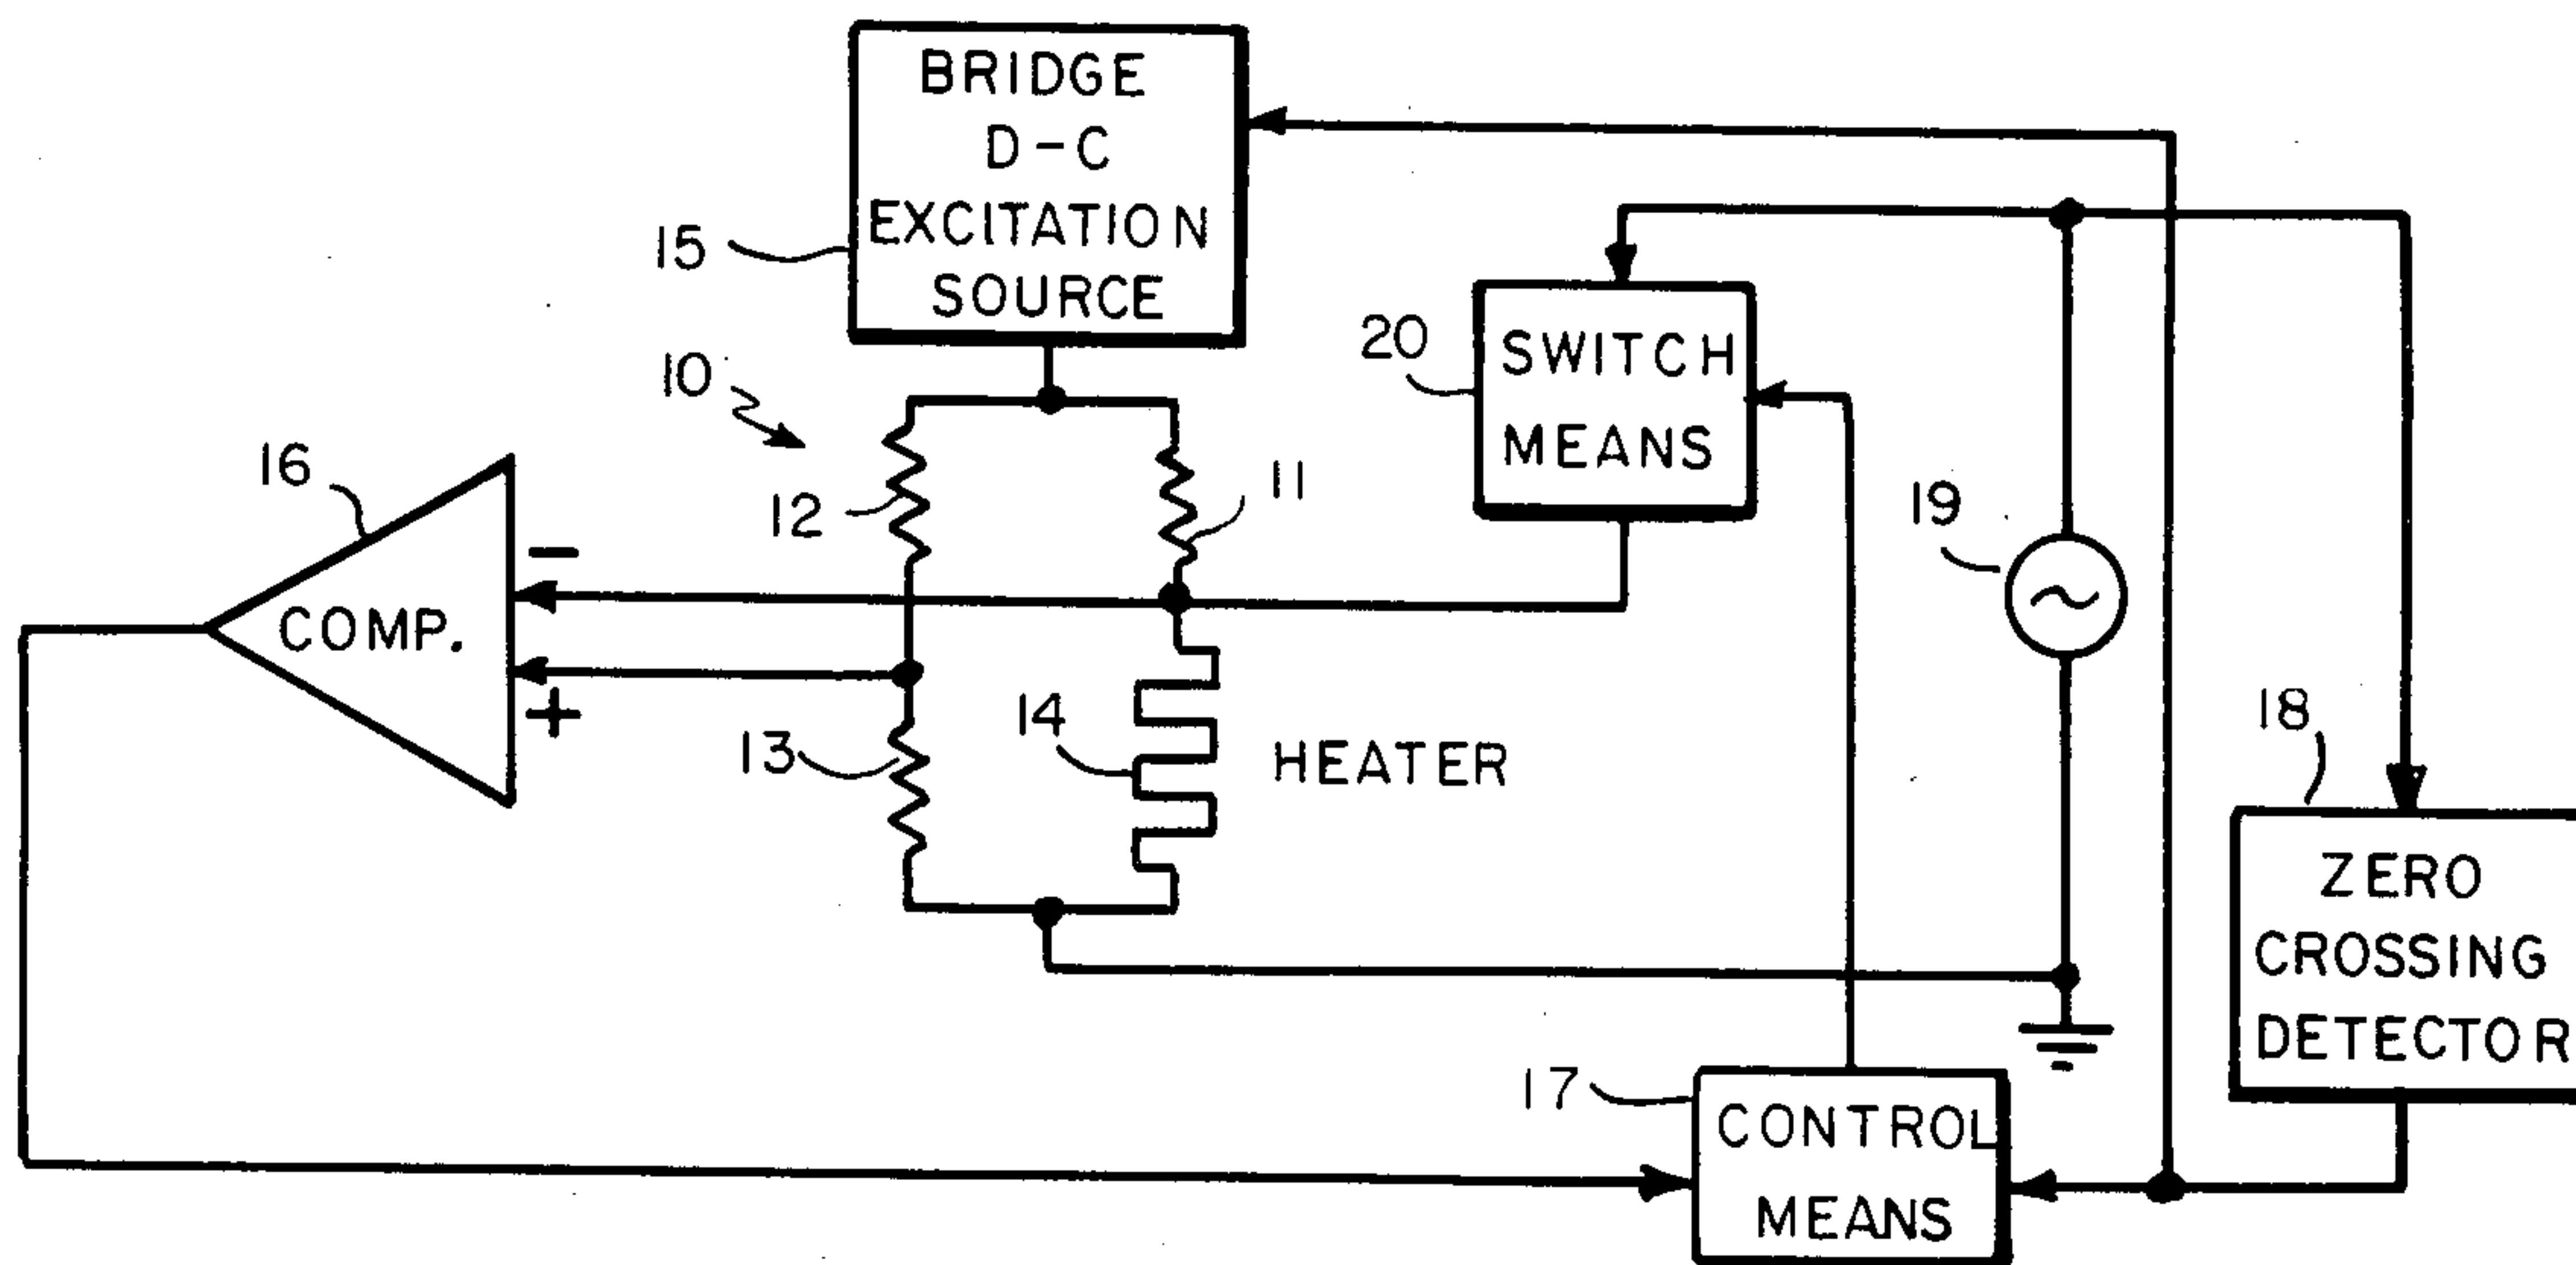 BRIDGE
D-C
EXCITATION
SOURCE
15
10
20
SWITCH
MEANS
16
12
11
19
-
COMP.
+
13
14
HEATER
18
ZERO
CROSSING
DETECTOR
17
CONTROL
MEANS